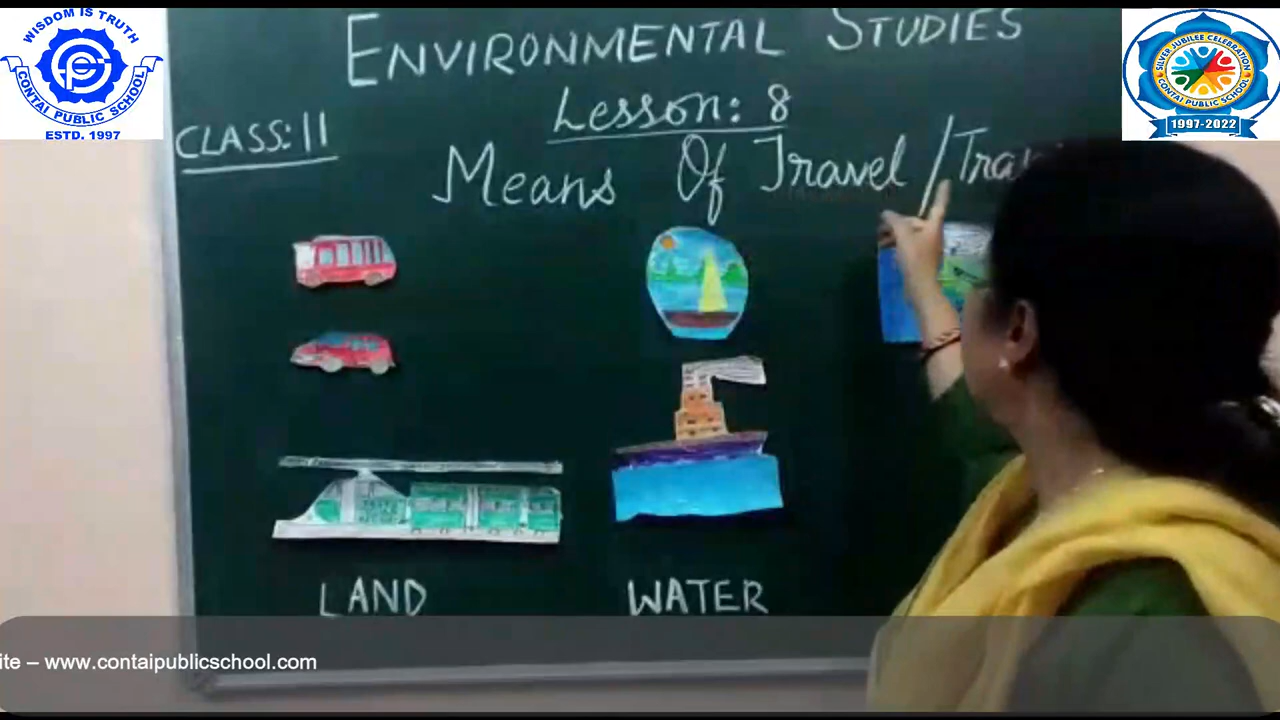 WISDOM IS TRUTH
CONTAI PUBLIC SCHOOL
ESTD. 1997
SILVER JUBILEE CELEBRATION
CONTAI PUBLIC SCHOOL
1997-2022
ENVIRONMENTAL STUDIES
Lesson: 8
CLASS: II
Means Of Travel / Tra
LAND WATER
ite – www.contaipublicschool.com